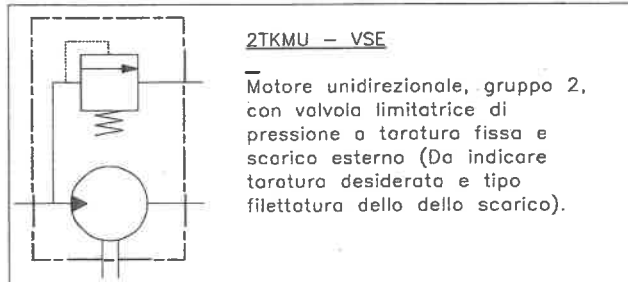 2TKMU – VSE
Motore unidirezionale, gruppo 2,
con valvola limitatrice di
pressione a taratura fissa e
scarico esterno (Da indicare
taratura desiderata e tipo
filettatura dello dello scarico).